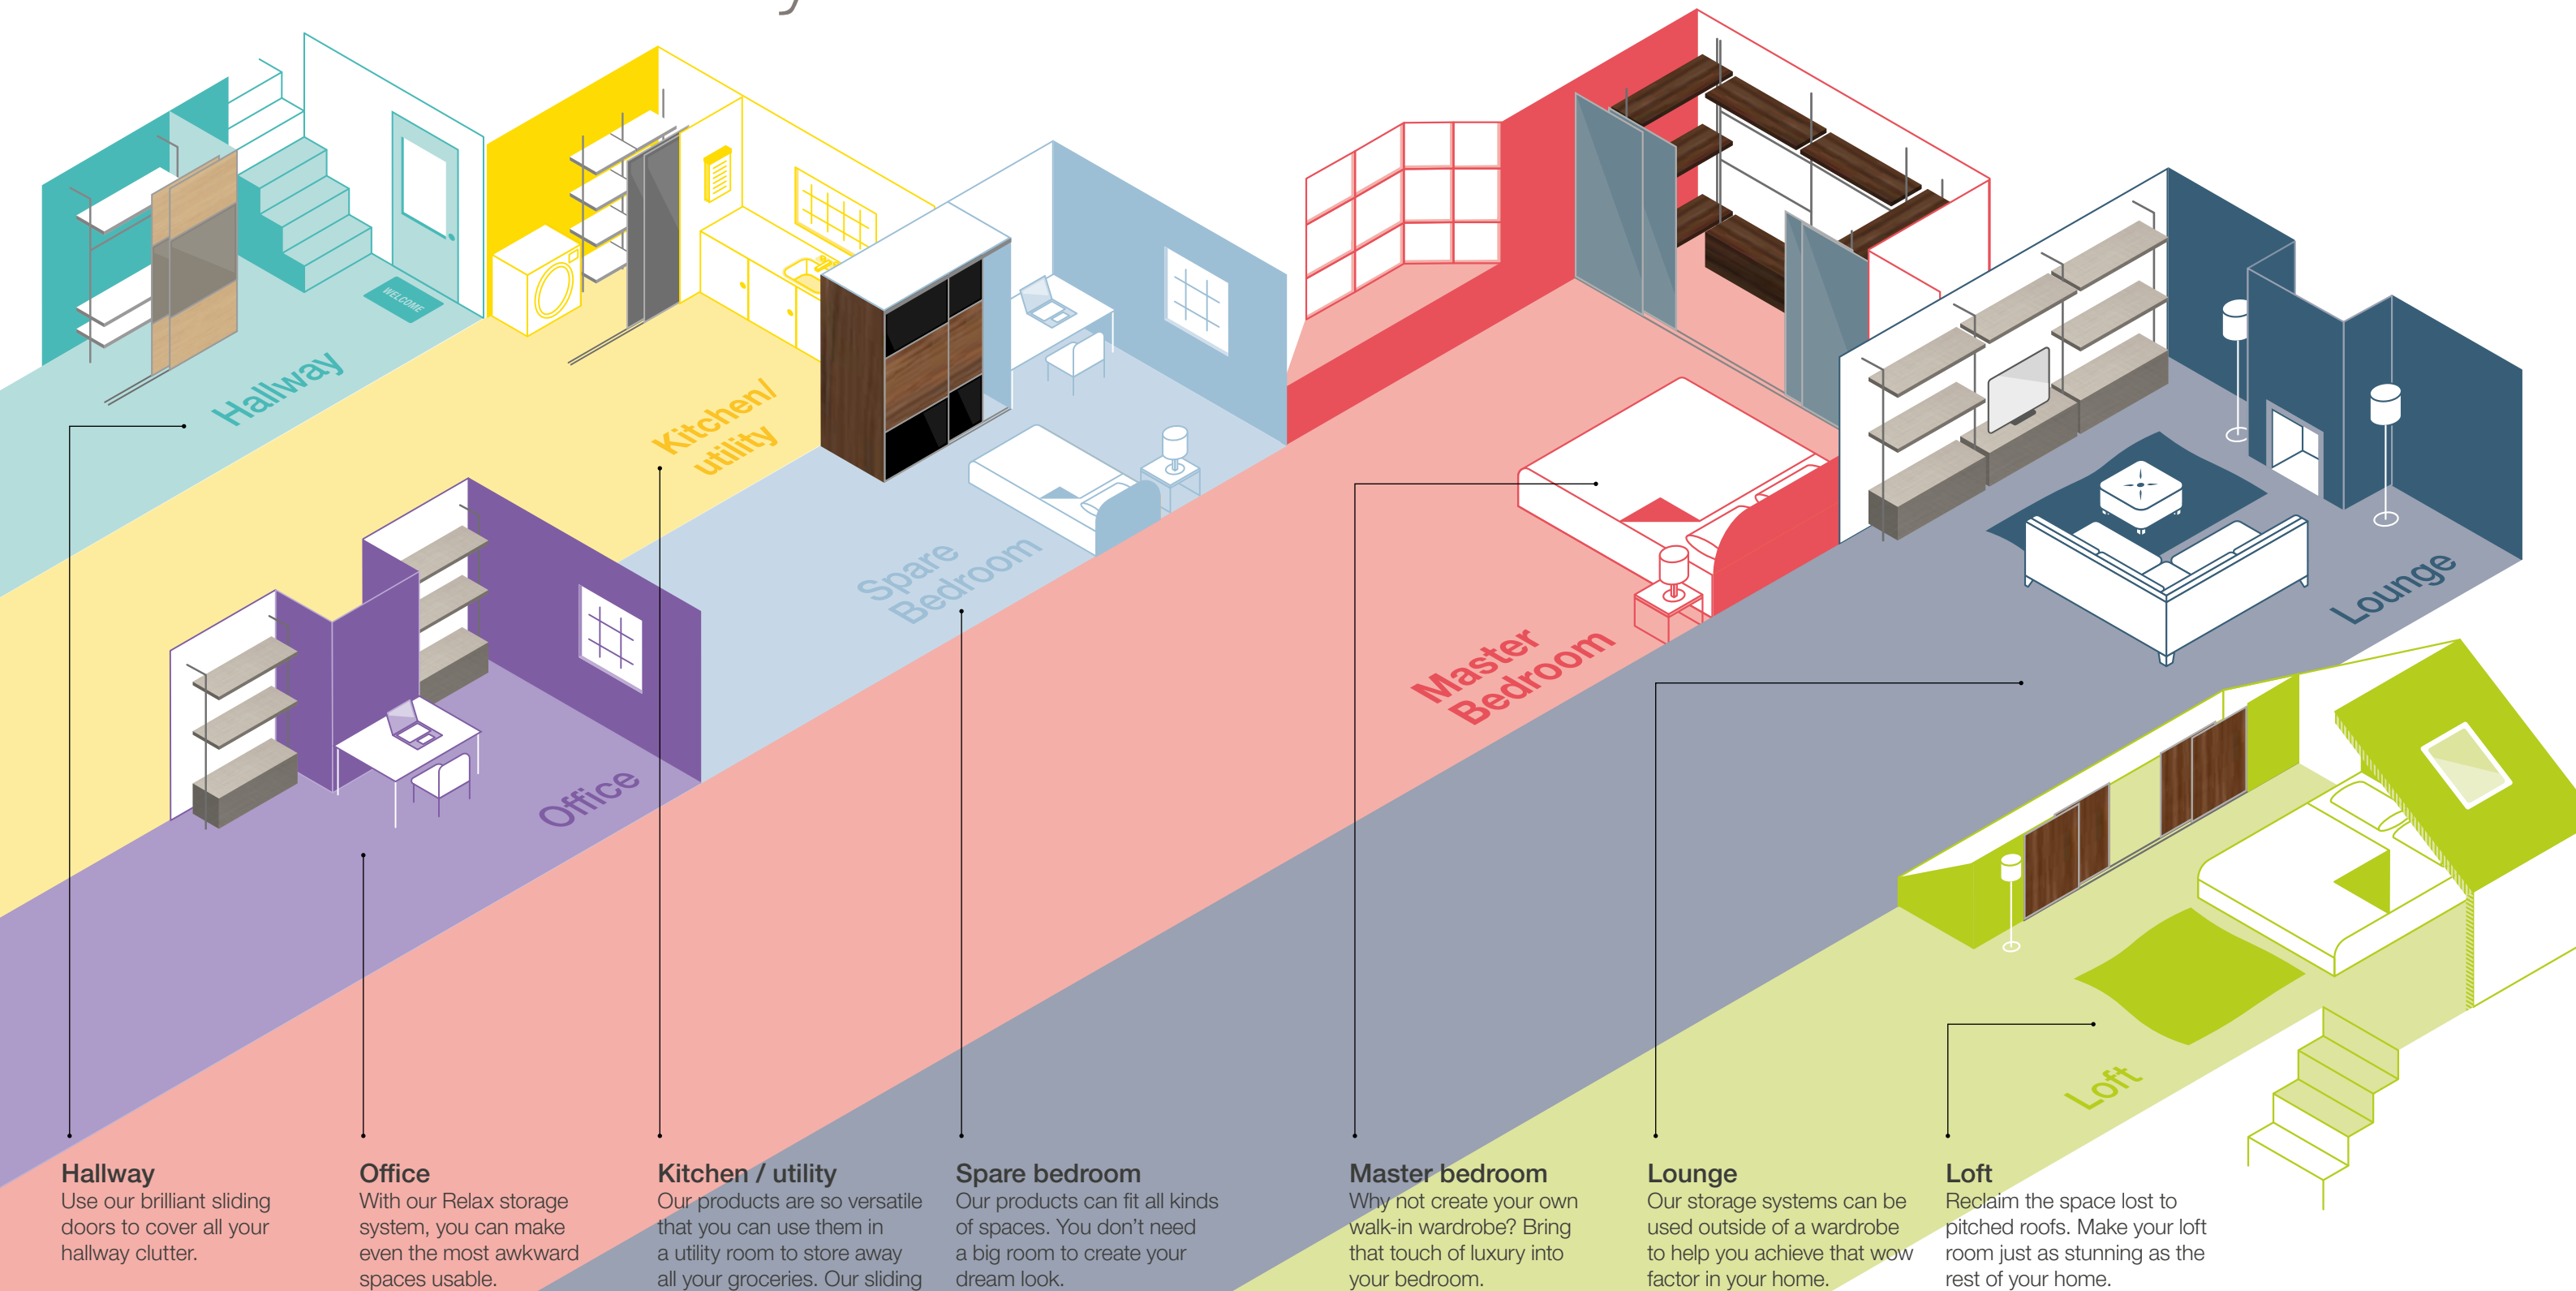 WELCOME
Hallway
Kitchen/
utility
Spare
Bedroom
Office
Master
Bedroom
Lounge
Loft
Hallway
Use our brilliant sliding
doors to cover all your
hallway clutter.
Office
With our Relax storage
system, you can make
even the most awkward
spaces usable.
Kitchen / utility
Our products are so versatile
that you can use them in
a utility room to store away
all your groceries. Our sliding
Spare bedroom
Our products can fit all kinds
of spaces. You don’t need
a big room to create your
dream look.
Master bedroom
Why not create your own
walk-in wardrobe? Bring
that touch of luxury into
your bedroom.
Lounge
Our storage systems can be
used outside of a wardrobe
to help you achieve that wow
factor in your home.
Loft
Reclaim the space lost to
pitched roofs. Make your loft
room just as stunning as the
rest of your home.